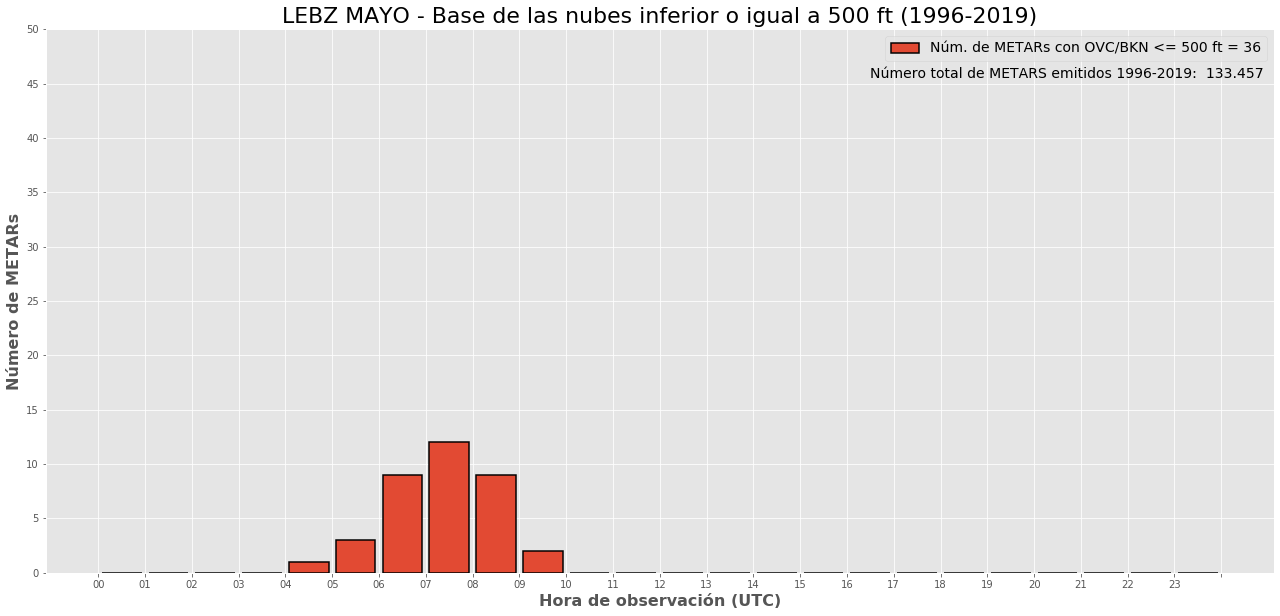 LEBZ MAYO - Base de las nubes inferior o igual a 500 ft (1996-2019)
Núm. de METARs con OVC/BKN <= 500 ft = 36
Número total de METARS emitidos 1996-2019:  133.457
Número de METARs
50
45
40
35
30
25
20
15
10
5
0
00 01 02 03 04 05 06 07 08 09 10 11 12 13 14 15 16 17 18 19 20 21 22 23
Hora de observación (UTC)